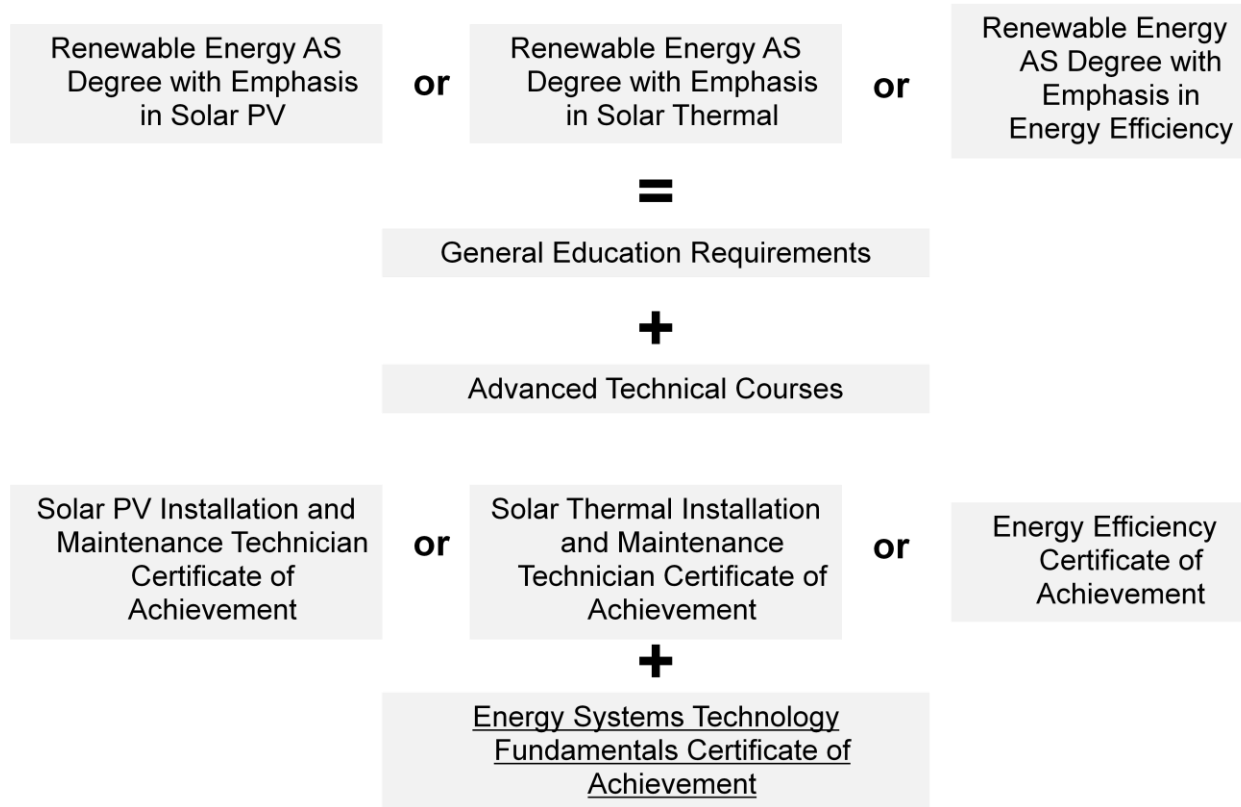 Renewable Energy AS
Degree with Emphasis
in Solar PV
or
Renewable Energy AS
Degree with Emphasis
in Solar Thermal
or
Renewable Energy
AS Degree with
Emphasis in
Energy Efficiency
=
General Education Requirements
+
Advanced Technical Courses
Solar PV Installation and
Maintenance Technician
Certificate of
Achievement
or
Solar Thermal Installation
and Maintenance
Technician Certificate of
Achievement
or
Energy Efficiency
Certificate of
Achievement
+
Energy Systems Technology
Fundamentals Certificate of
Achievement